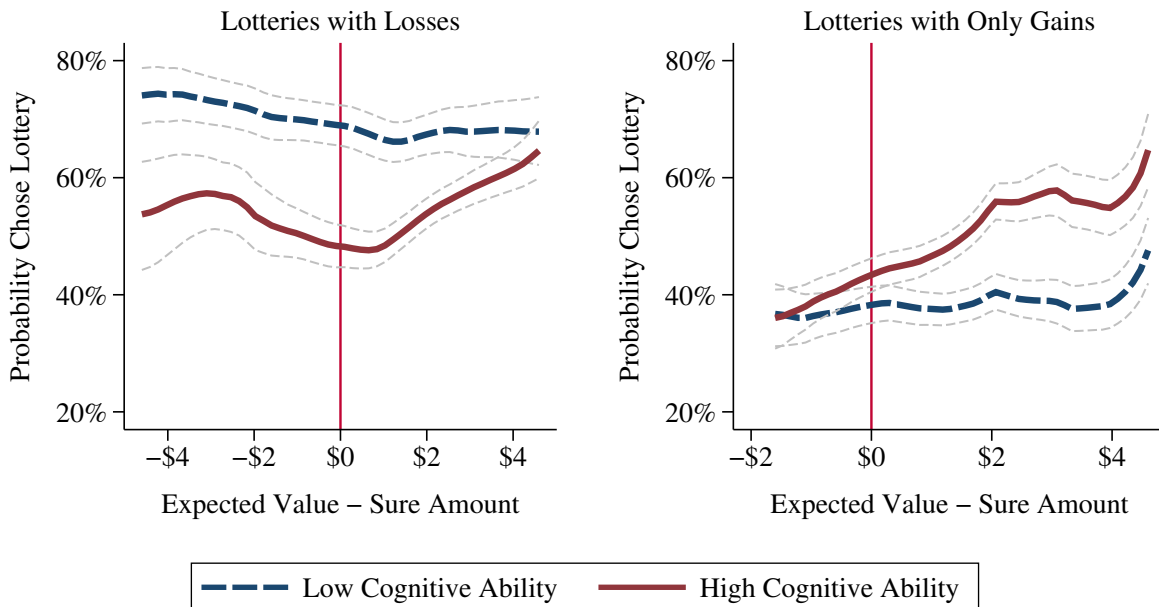 Lotteries with Losses
Probability Chose Lottery
80%
60%
40%
20%
−$4 −$2 $0 $2 $4
Expected Value − Sure Amount
Lotteries with Only Gains
Probability Chose Lottery
80%
60%
40%
20%
−$2 $0 $2 $4
Expected Value − Sure Amount
Low Cognitive Ability High Cognitive Ability